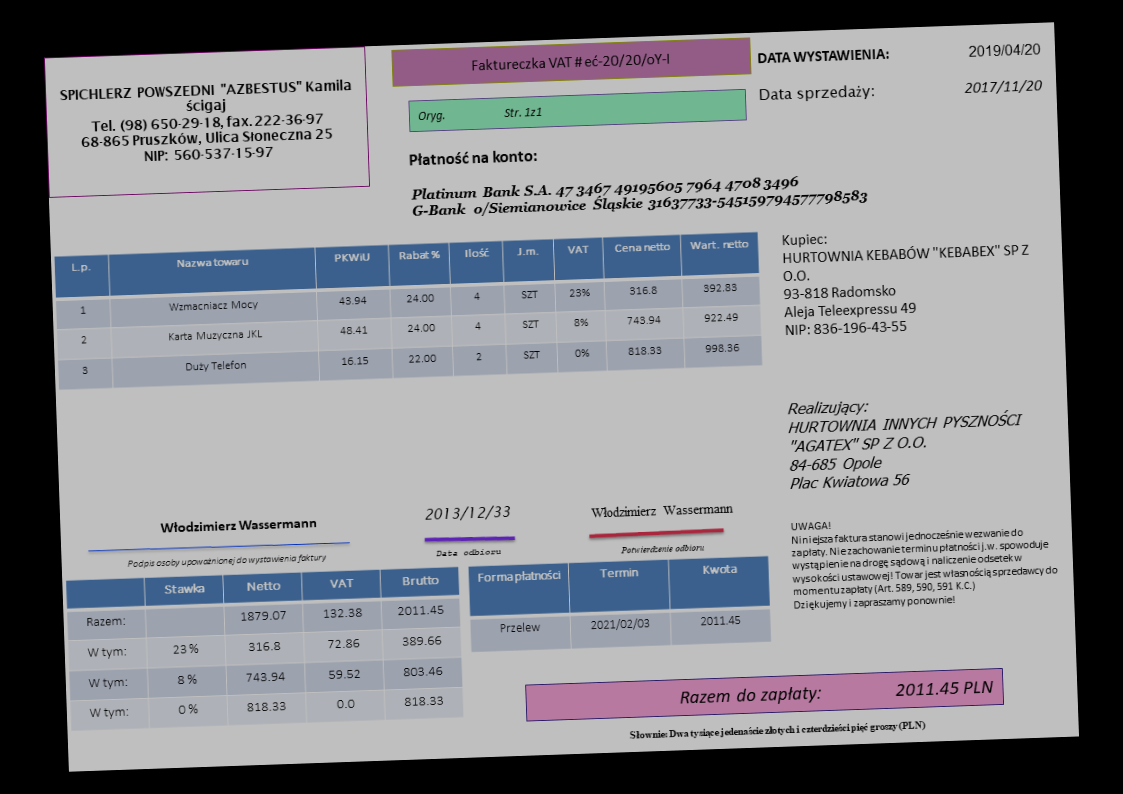 SPICHLERZ POWSZEDNI "AZBESTUS" Kamila
ścigaj
Tel. (98) 650-29-18, fax. 222-36-97
68-865 Pruszków, Ulica Słoneczna 25
NIP: 560-537-15-97
Faktureczka VAT # eć-20/20/oY-I
Oryg. Str. 1z1
DATA WYSTAWIENIA: 2019/04/20
Data sprzedaży: 2017/11/20
Płatność na konto:
Platinum Bank S.A. 47 3467 49195605 7964 4708 3496
G-Bank o/Siemianowice Śląskie 31637733-545159794577798583
Kupiec:
HURTOWNIA KEBABÓW "KEBABEX" SP Z
O.O.
93-818 Radomsko
Aleja Teleexpressu 49
NIP: 836-196-43-55
L.p. Nazwa towaru PKWiU Rabat % Ilość J.m. VAT Cena netto Wart. netto
1 Wzmacniacz Mocy 43.94 24.00 4 SZT 23% 316.8 392.83
2 Karta Muzyczna JKL 48.41 24.00 4 SZT 8% 743.94 922.49
3 Duży Telefon 16.15 22.00 2 SZT 0% 818.33 998.36
Realizujący:
HURTOWNIA INNYCH PYSZNOŚCI
"AGATEX" SP Z O.O.
84-685 Opole
Plac Kwiatowa 56
Włodzimierz Wassermann
Podpis osoby upoważnionej do wystawienia faktury
2013/12/33
Data odbioru
Włodzimierz Wassermann
Potwierdzenie odbioru
UWAGA!
Niniejsza faktura stanowi jednocześnie wezwanie do
zapłaty. Nie zachowanie terminu płatności j.w. spowoduje
wystąpienie na drogę sądową i naliczenie odsetek w
wysokości ustawowej! Towar jest własnością sprzedawcy do
momentu zapłaty (Art. 589, 590, 591 K.C.)
Dziękujemy i zapraszamy ponownie!
Stawka Netto VAT Brutto
Razem: 1879.07 132.38 2011.45
W tym: 23 % 316.8 72.86 389.66
W tym: 8 % 743.94 59.52 803.46
W tym: 0 % 818.33 0.0 818.33
Forma płatności Termin Kwota
Przelew 2021/02/03 2011.45
Razem do zapłaty: 2011.45 PLN
Słownie: Dwa tysiące jedenaście złotych i czterdzieści pięć groszy (PLN)